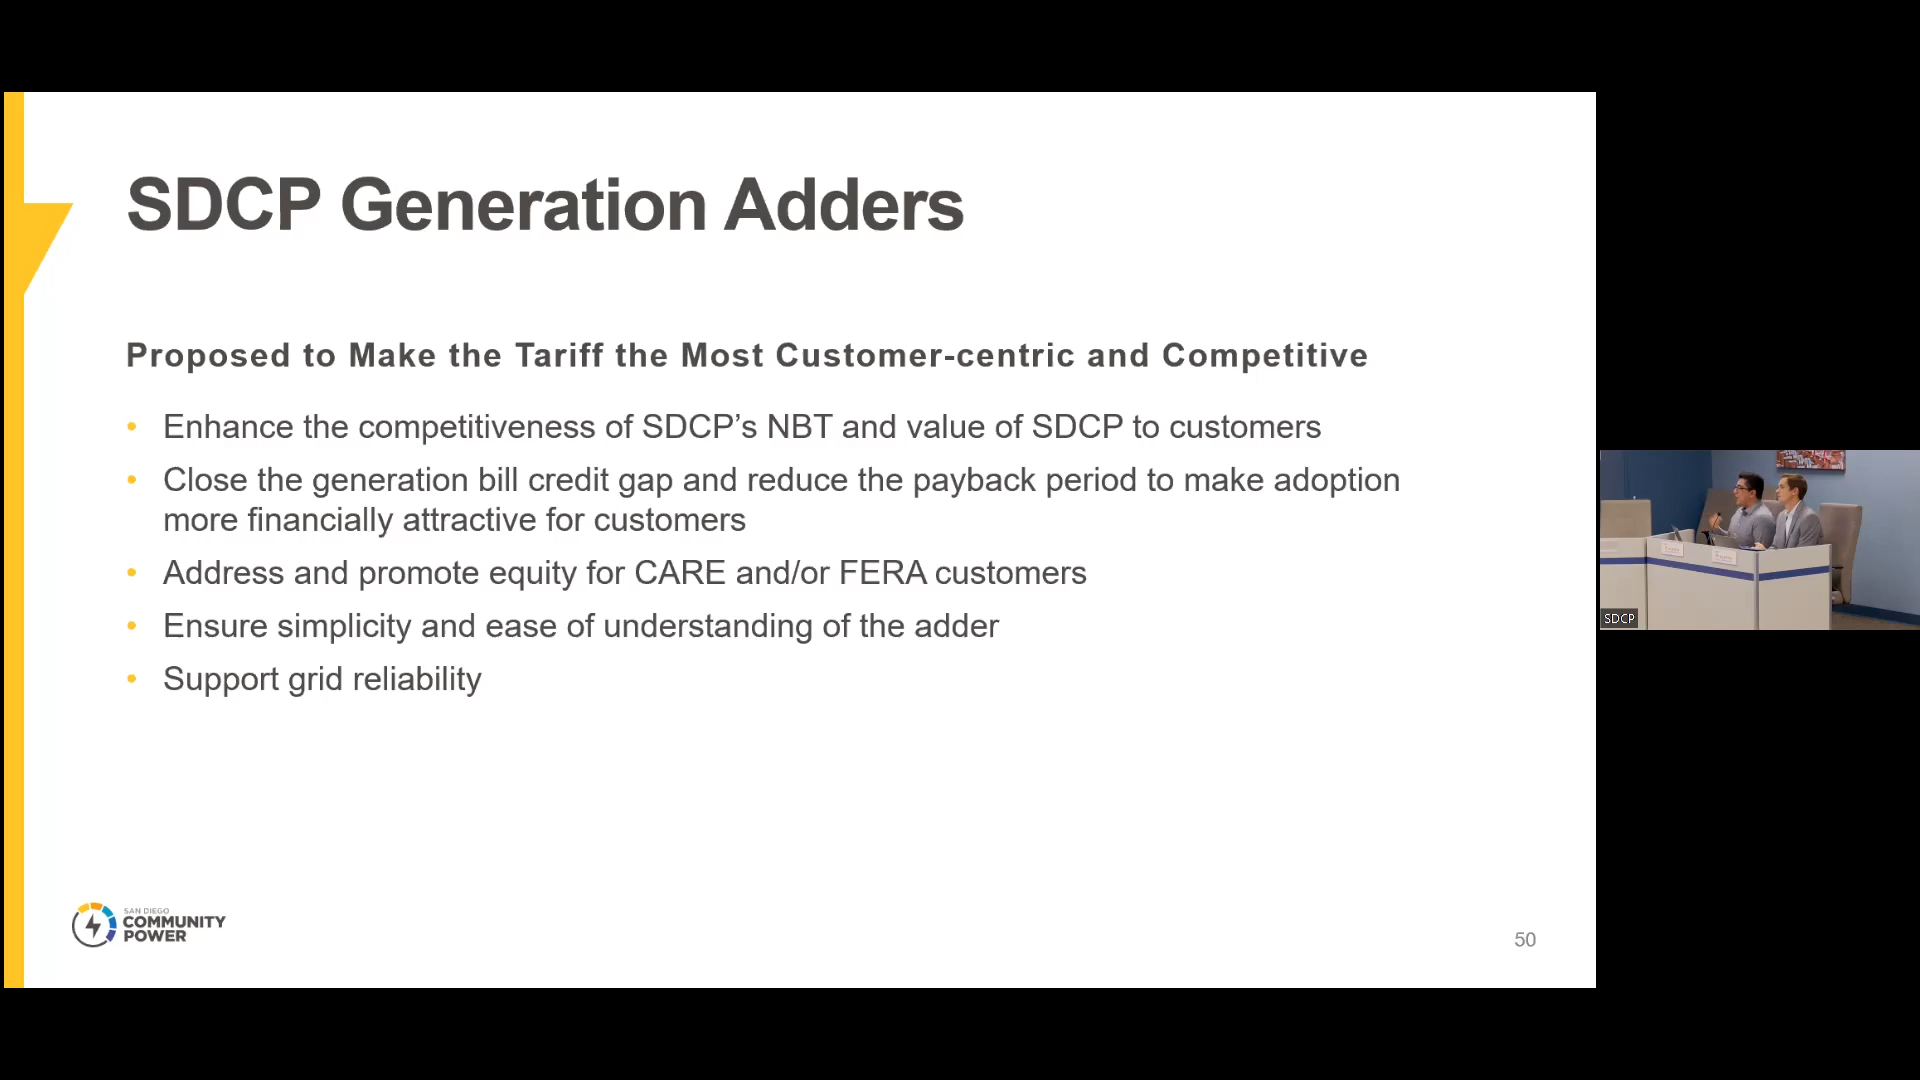 SDCP Generation Adders
Proposed to Make the Tariff the Most Customer-centric and Competitive
• Enhance the competitiveness of SDCP’s NBT and value of SDCP to customers
• Close the generation bill credit gap and reduce the payback period to make adoption
more financially attractive for customers
• Address and promote equity for CARE and/or FERA customers
• Ensure simplicity and ease of understanding of the adder
• Support grid reliability
SAN DIEGO
COMMUNITY
POWER
50
SDCP